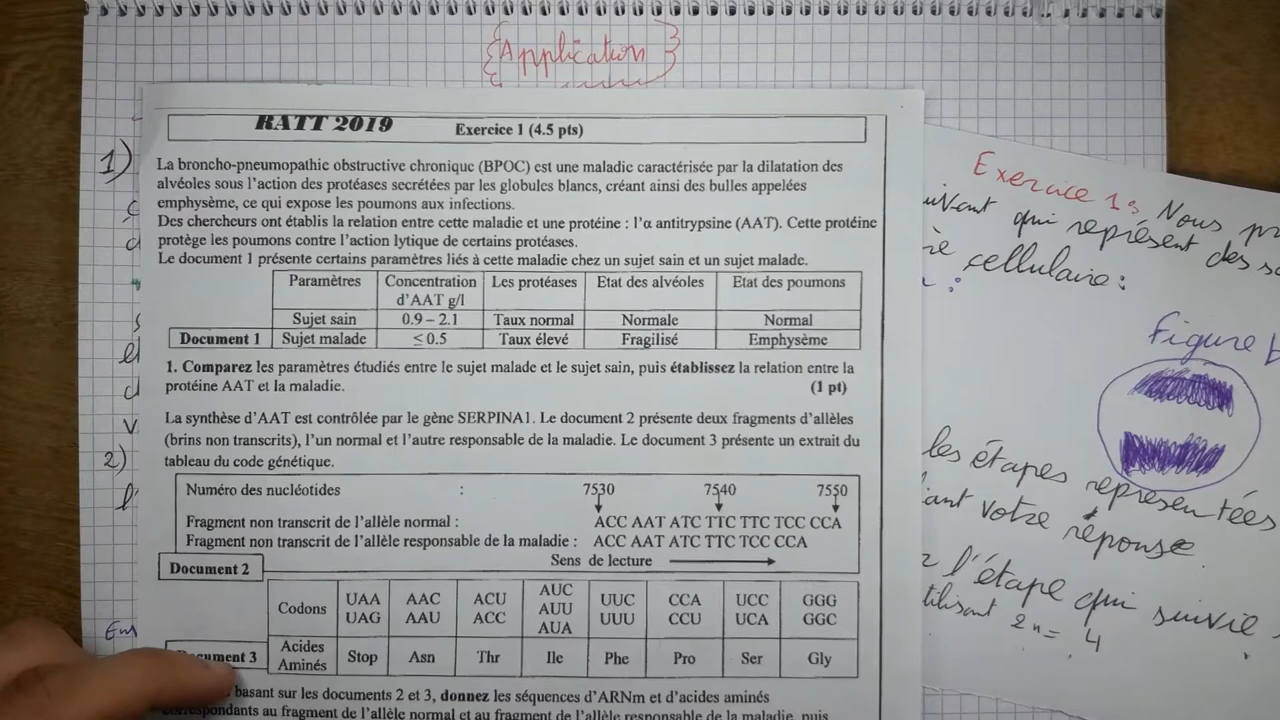 {Application}
RATT 2019
Exercice 1 (4.5 pts)
La broncho-pneumopathie obstructive chronique (BPOC) est une maladie caractérisée par la dilatation des
alvéoles sous l'action des protéases secrétées par les globules blancs, créant ainsi des bulles appelées
emphysème, ce qui expose les poumons aux infections.
Des chercheurs ont établis la relation entre cette maladie et une protéine : l'α antitrypsine (AAT). Cette protéine
protège les poumons contre l'action lytique de certains protéases.
Le document 1 présente certains paramètres liés à cette maladie chez un sujet sain et un sujet malade.
Paramètres Concentration d'AAT g/l Les protéases Etat des alvéoles Etat des poumons
Sujet sain 0.9 – 2.1 Taux normal Normale Normal
Document 1 Sujet malade ≤ 0.5 Taux élevé Fragilisé Emphysème
1. Comparez les paramètres étudiés entre le sujet malade et le sujet sain, puis établissez la relation entre la
protéine AAT et la maladie. (1 pt)
La synthèse d'AAT est contrôlée par le gène SERPINA1. Le document 2 présente deux fragments d'allèles
(brins non transcrits), l'un normal et l'autre responsable de la maladie. Le document 3 présente un extrait du
tableau du code génétique.
Numéro des nucléotides : 7530 7540 7550
Fragment non transcrit de l'allèle normal : ACC AAT ATC TTC TTC TCC CCA
Fragment non transcrit de l'allèle responsable de la maladie : ACC AAT ATC TTC TCC CCA
Sens de lecture
Document 2
Codons UAA UAG AAC AAU ACU ACC AUC AUU AUA UUC UUU CCA CCU UCC UCA GGG GGC
Document 3 Acides Aminés Stop Asn Thr Ile Phe Pro Ser Gly
basant sur les documents 2 et 3, donnez les séquences d'ARNm et d'acides aminés
correspondants au fragment de l'allèle normal et au fragment de l'allèle responsable de la maladie, puis
1)
2)
Exercice 1: Nous
qui représent des
cellulaire :
Figure b
les étapes representées
votre réponse
l'étape qui suivie
2n = 4